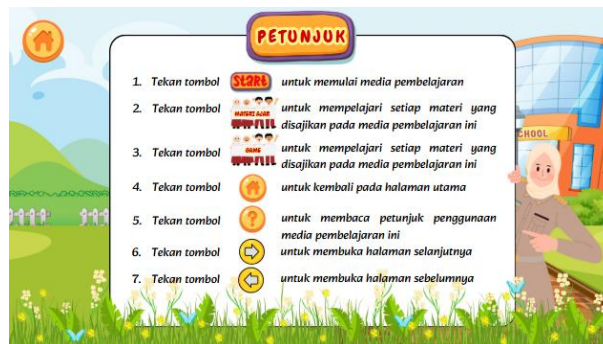 PETUNJUK
1. Tekan tombol START untuk memulai media pembelajaran
2. Tekan tombol MATERI AJAR untuk mempelajari setiap materi yang
disajikan pada media pembelajaran ini
3. Tekan tombol GAME untuk mempelajari setiap materi yang
disajikan pada media pembelajaran ini
4. Tekan tombol untuk kembali pada halaman utama
5. Tekan tombol ? untuk membaca petunjuk penggunaan
media pembelajaran ini
6. Tekan tombol untuk membuka halaman selanjutnya
7. Tekan tombol untuk membuka halaman sebelumnya
HOOL